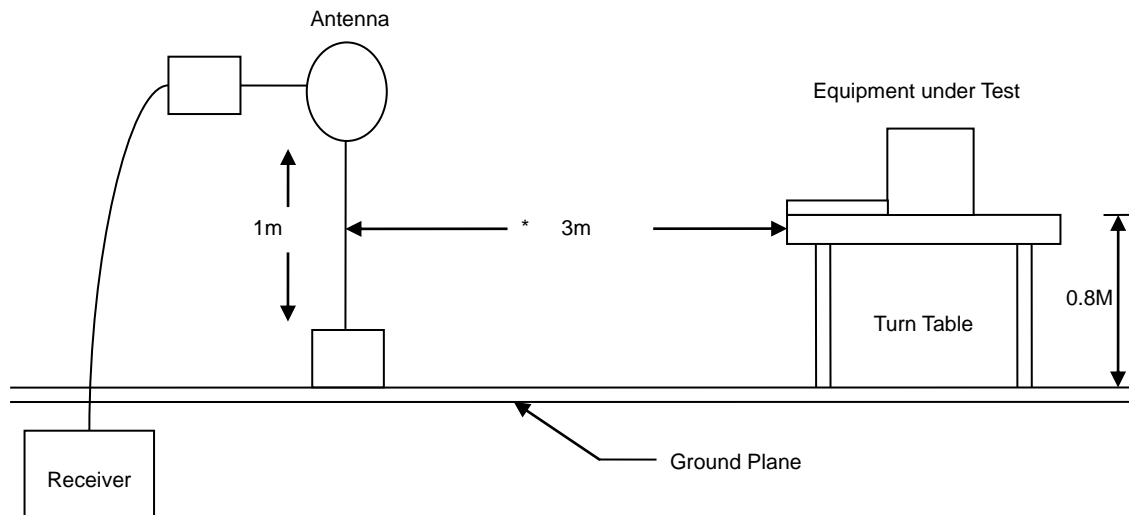 Antenna
Equipment under Test
1m
* 3m
0.8M
Turn Table
Ground Plane
Receiver